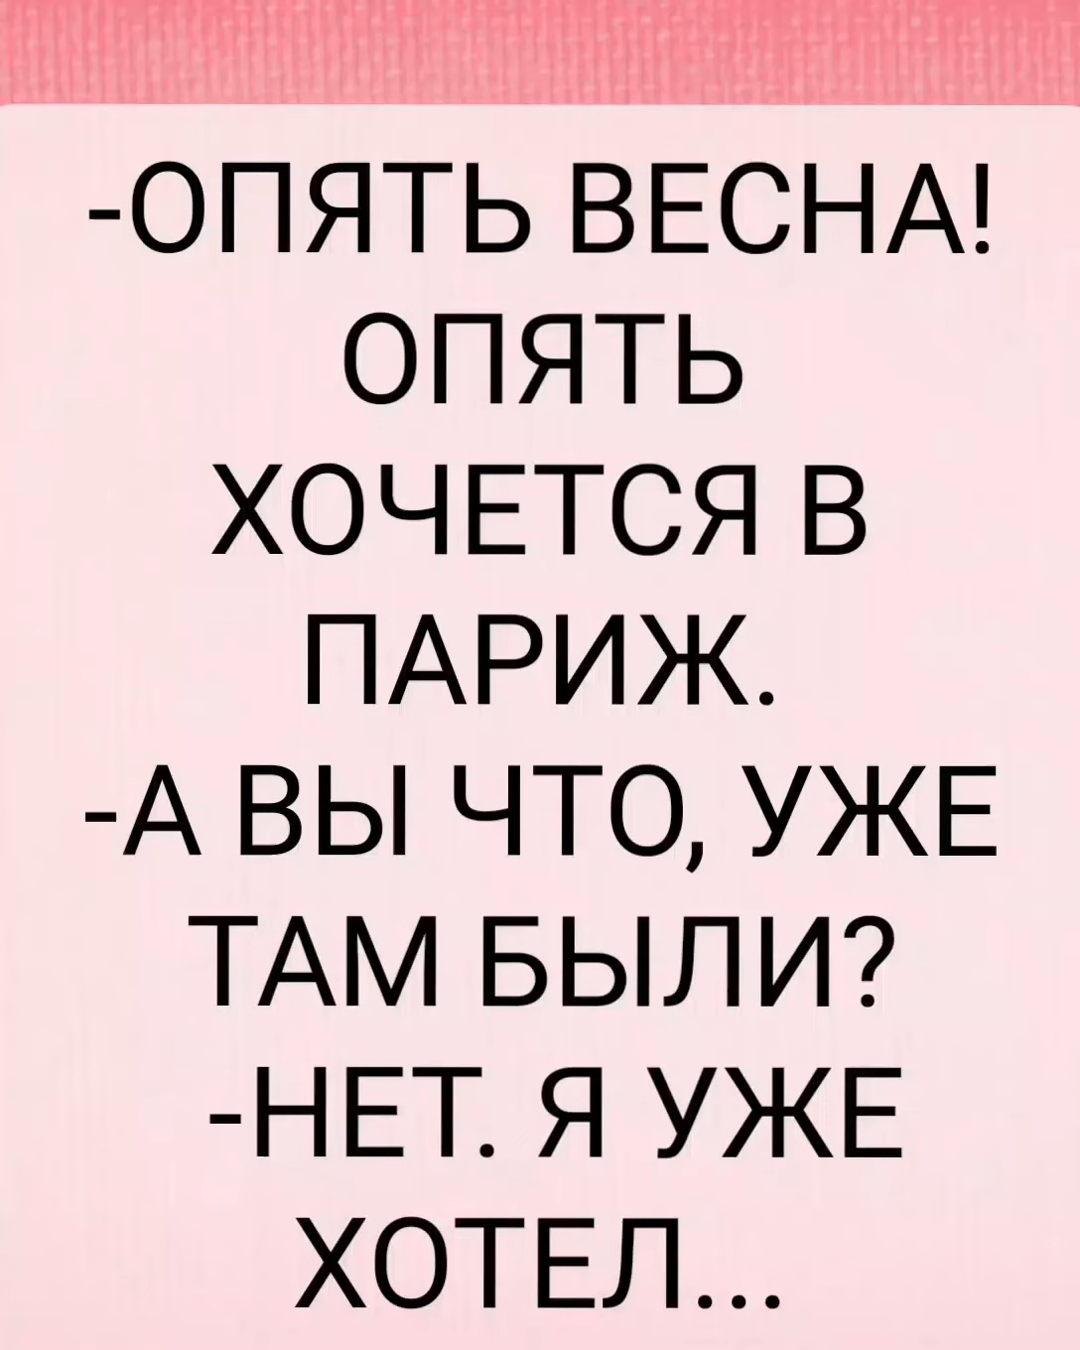 -ОПЯТЬ ВЕСНА!
ОПЯТЬ
ХОЧЕТСЯ В
ПАРИЖ.
-А ВЫ ЧТО, УЖЕ
ТАМ БЫЛИ?
-НЕТ. Я УЖЕ
ХОТЕЛ...